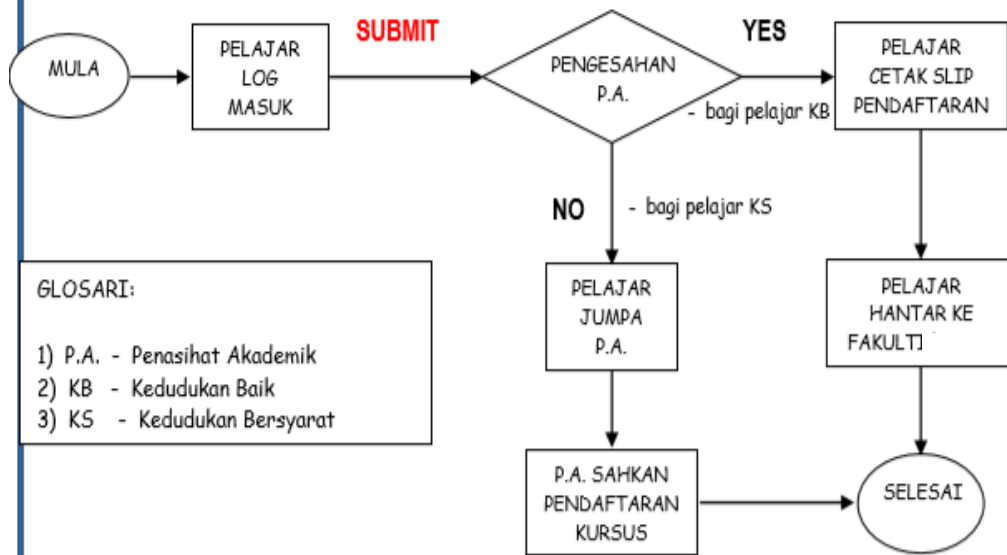 MULA
PELAJAR
LOG
MASUK
SUBMIT
PENGESAHAN
P.A.
YES
- bagi pelajar KB
PELAJAR
CETAK SLIP
PENDAFTARAN
NO
- bagi pelajar KS
GLOSARI:
1) P.A. - Penasihat Akademik
2) KB - Kedudukan Baik
3) KS - Kedudukan Bersyarat
PELAJAR
JUMPA
P.A.
PELAJAR
HANTAR KE
FAKULTI
P.A. SAHKAN
PENDAFTARAN
KURSUS
SELESAI